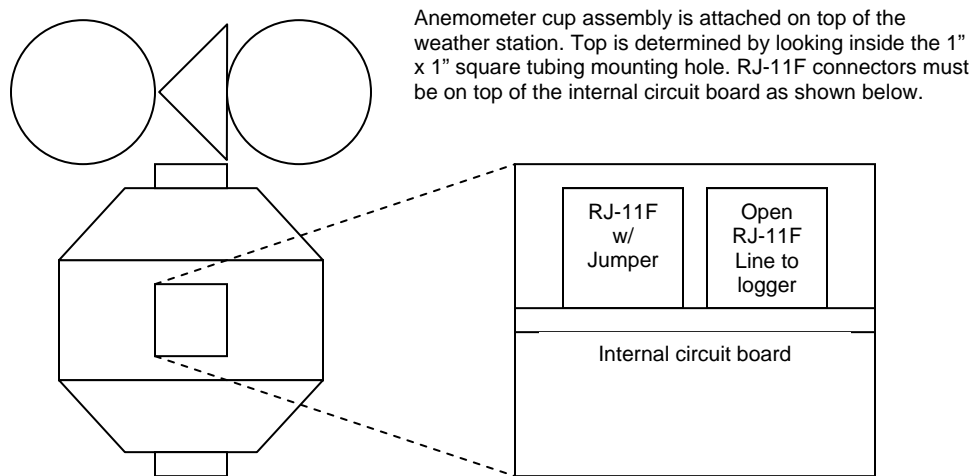 Anemometer cup assembly is attached on top of the
weather station. Top is determined by looking inside the 1”
x 1” square tubing mounting hole. RJ-11F connectors must
be on top of the internal circuit board as shown below.
RJ-11F
w/
Jumper
Open
RJ-11F
Line to
logger
Internal circuit board